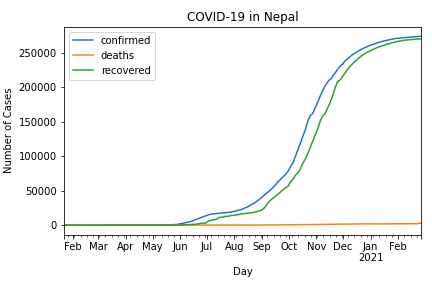 COVID-19 in Nepal
confirmed
deaths
recovered
Number of Cases
250000
200000
150000
100000
50000
0
Feb Mar Apr May Jun Jul Aug Sep Oct Nov Dec Jan Feb
2021
Day